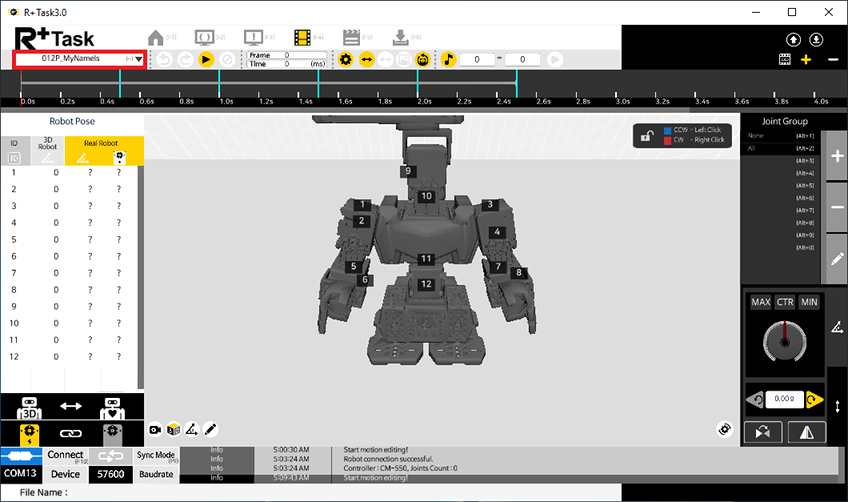 R+Task3.0
R+Task
(F1)
(F2)
(F3)
(F4)
(F5)
(F6)
012P_MyNameIs (-)
Frame 0
Time 0 (ms)
0 - 0
0.0s 0.2s 0.4s 0.6s 0.8s 1.0s 1.2s 1.4s 1.6s 1.8s 2.0s 2.2s 2.4s 2.6s 2.8s 3.0s 3.2s 3.4s 3.6s 3.8s 4.0s
Robot Pose
ID 3D Robot Real Robot
ID
1 0 ? ?
2 0 ? ?
3 0 ? ?
4 0 ? ?
5 0 ? ?
6 0 ? ?
7 0 ? ?
8 0 ? ?
9 0 ? ?
10 0 ? ?
11 0 ? ?
12 0 ? ?
3D
CCW - Left Click
CW - Right Click
9
10
1
3
2
4
11
5
7
6
8
12
Joint Group
None (Alt+1)
All (Alt+2)
(Alt+3)
(Alt+4)
(Alt+5)
(Alt+6)
(Alt+7)
(Alt+8)
(Alt+9)
(Alt+0)
MAX CTR MIN
0.00º
Connect (F10)
Sync Mode (F9)
COM13 Device 57600 Baudrate
Info 5:00:30 AM Start motion editing!
Info 5:03:24 AM Robot connection successful.
Info 5:03:24 AM Controller : CM-550, Joints Count : 0
Info 5:09:43 AM Start motion editing!
File Name :